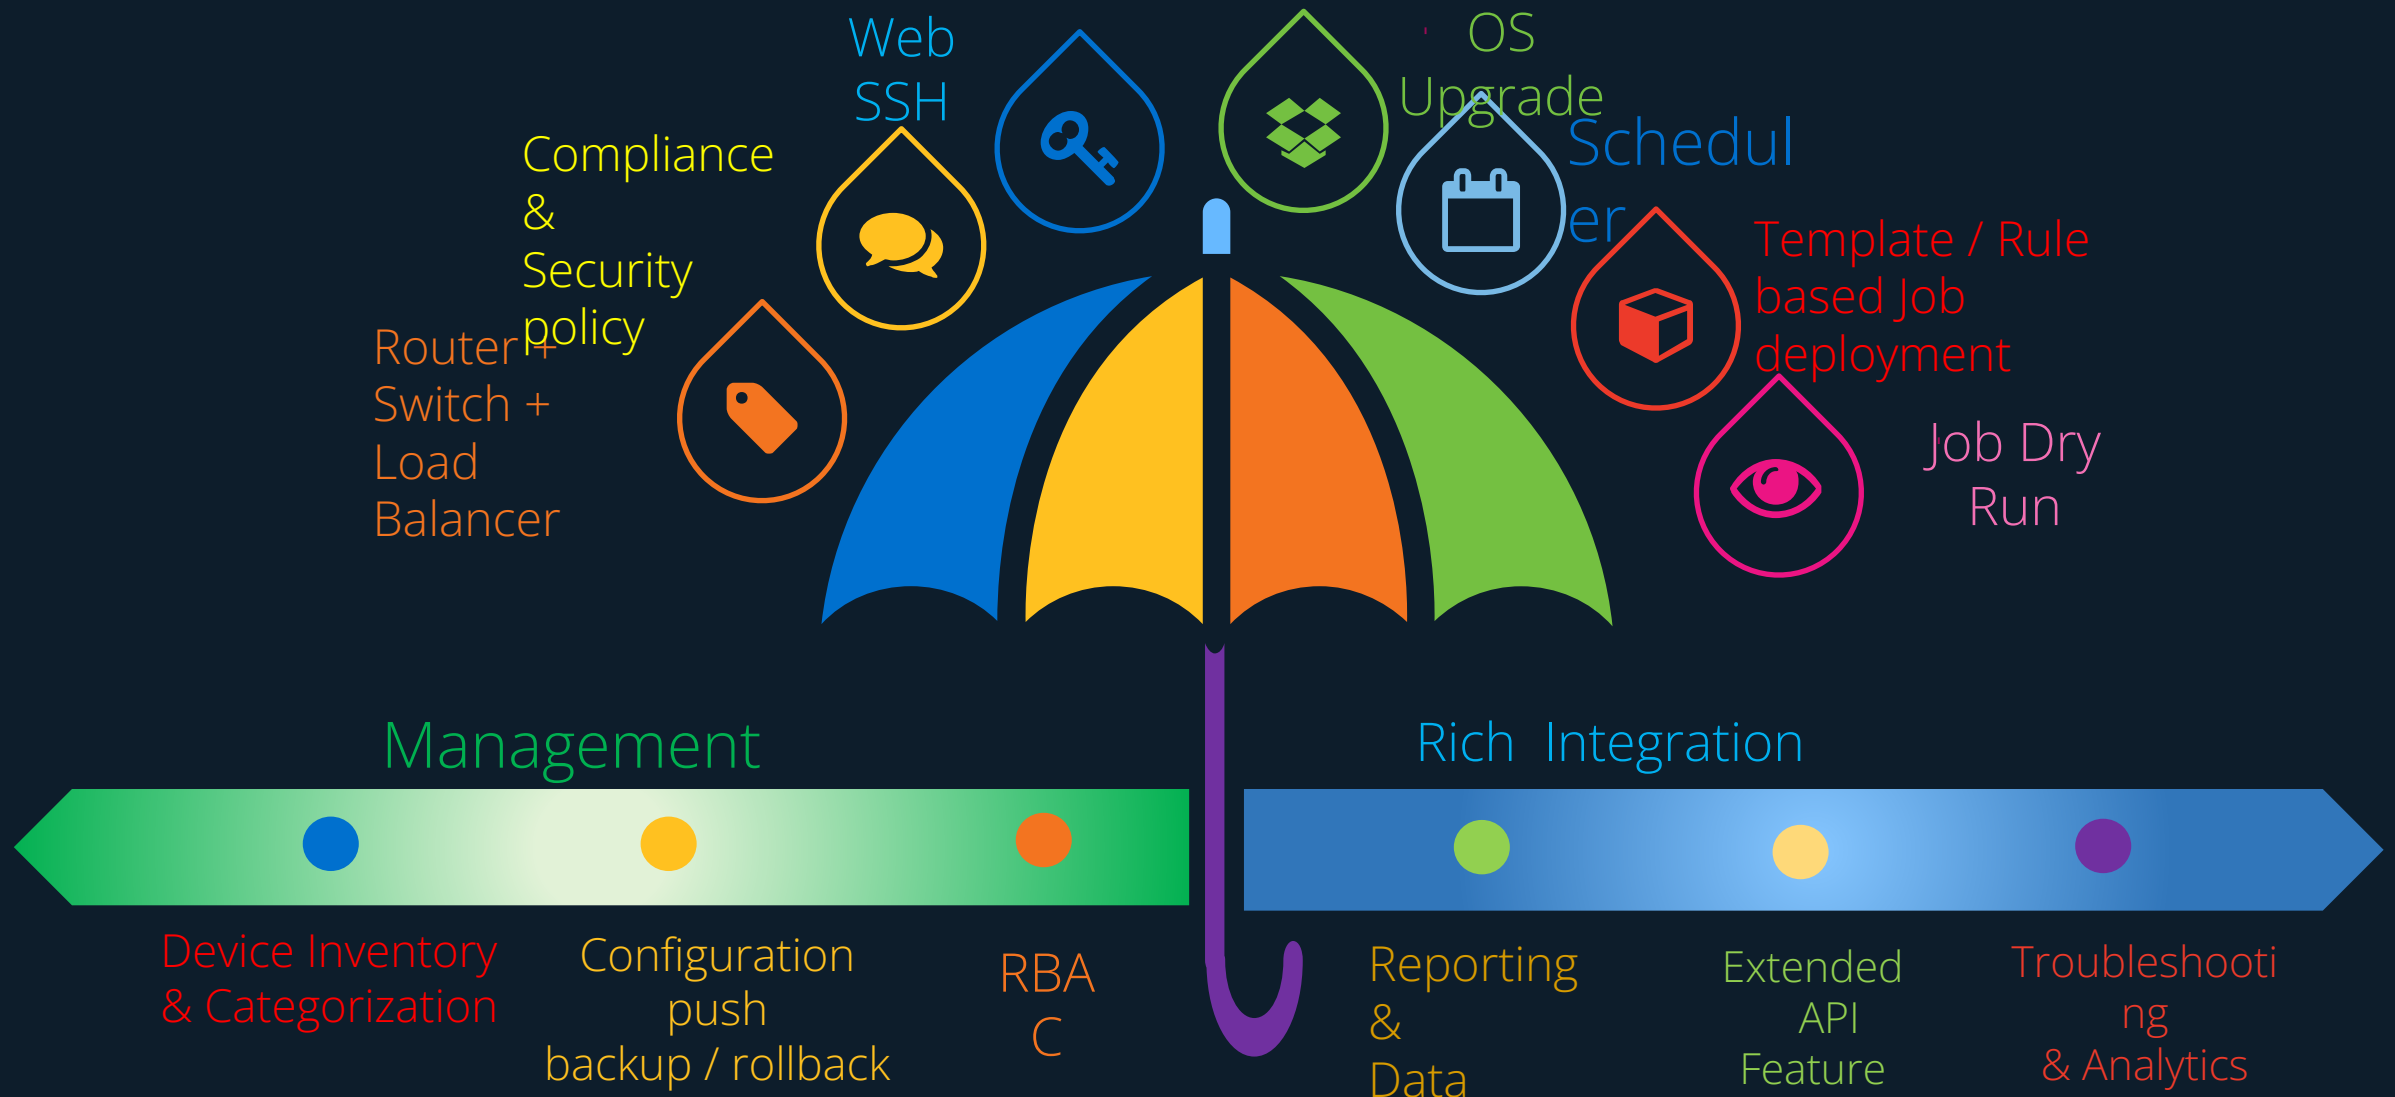 Web
SSH
OS
Upgrade
Compliance
&
Security
policy
Schedul
er
Template / Rule
based Job
deployment
Router +
Switch +
Load
Balancer
Job Dry
Run
Management
Rich  Integration
Device Inventory
& Categorization
Configuration
push
backup / rollback
RBA
C
Reporting
&
Data
Extended
API
Feature
Troubleshooti
ng
& Analytics